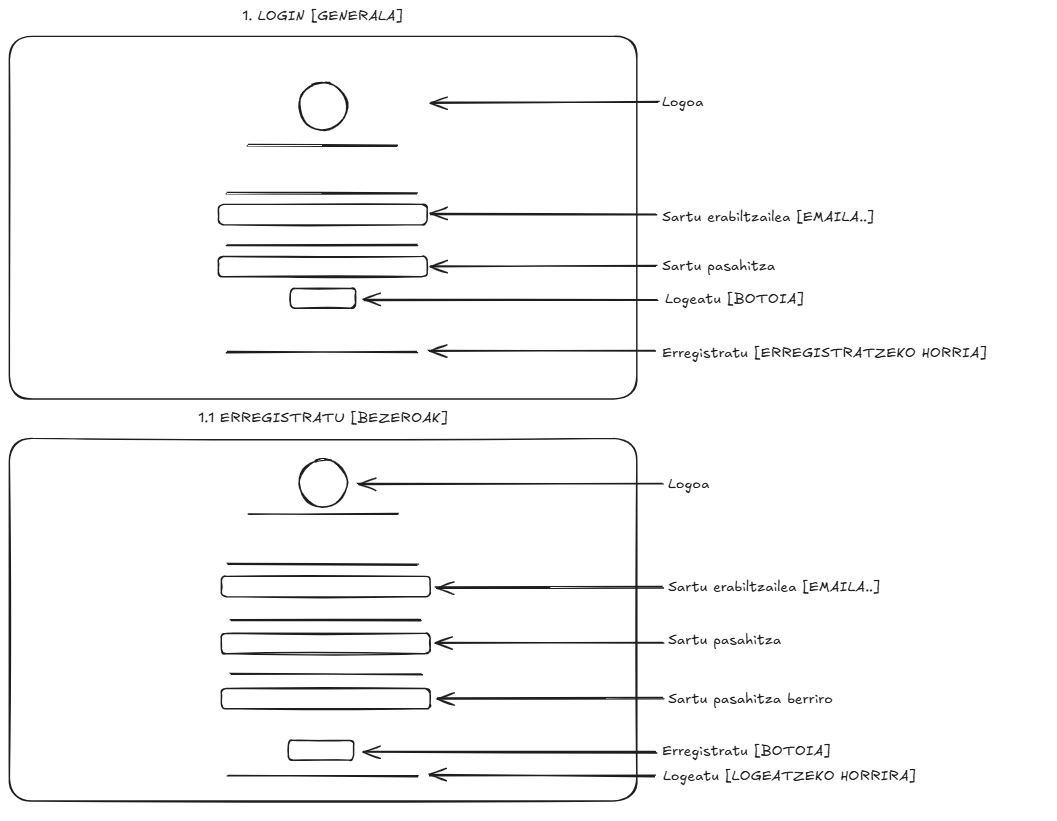 1. LOGIN [GENERALA]
Logoa
Sartu erabiltzailea [EMAILA..]
Sartu pasahitza
Logeatu [BOTOIA]
Erregistratu [ERREGISTRATZEKO HORRIA]
1.1 ERREGISTRATU [BEZEROAK]
Logoa
Sartu erabiltzailea [EMAILA..]
Sartu pasahitza
Sartu pasahitza berriro
Erregistratu [BOTOIA]
Logeatu [LOGEATZEKO HORRIRA]